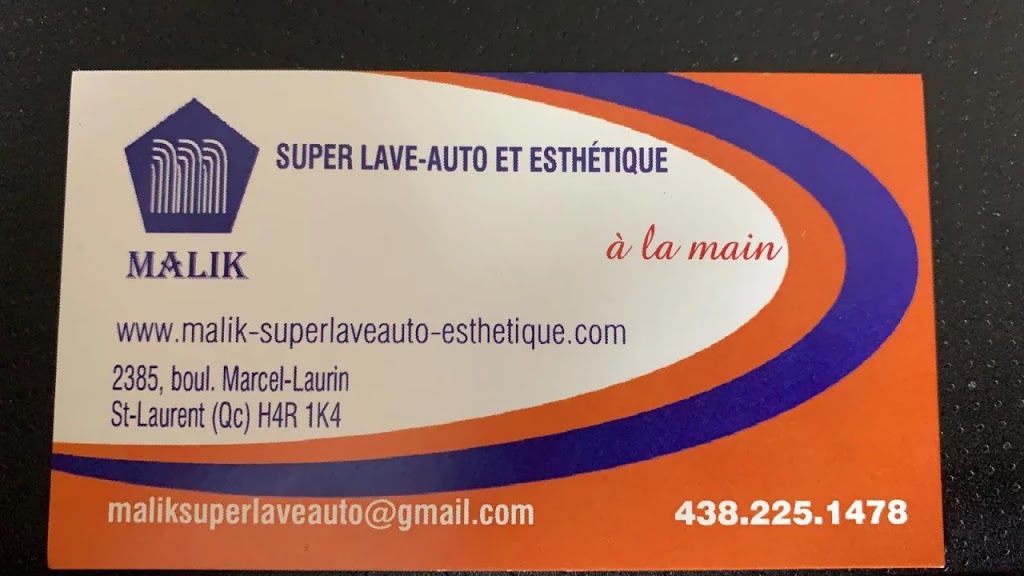 SUPER LAVE-AUTO ET ESTHÉTIQUE
à la main
MALIK
www.malik-superlaveauto-esthetique.com
2385, boul. Marcel-Laurin
St-Laurent (Qc) H4R 1K4
maliksuperlaveauto@gmail.com
438.225.1478